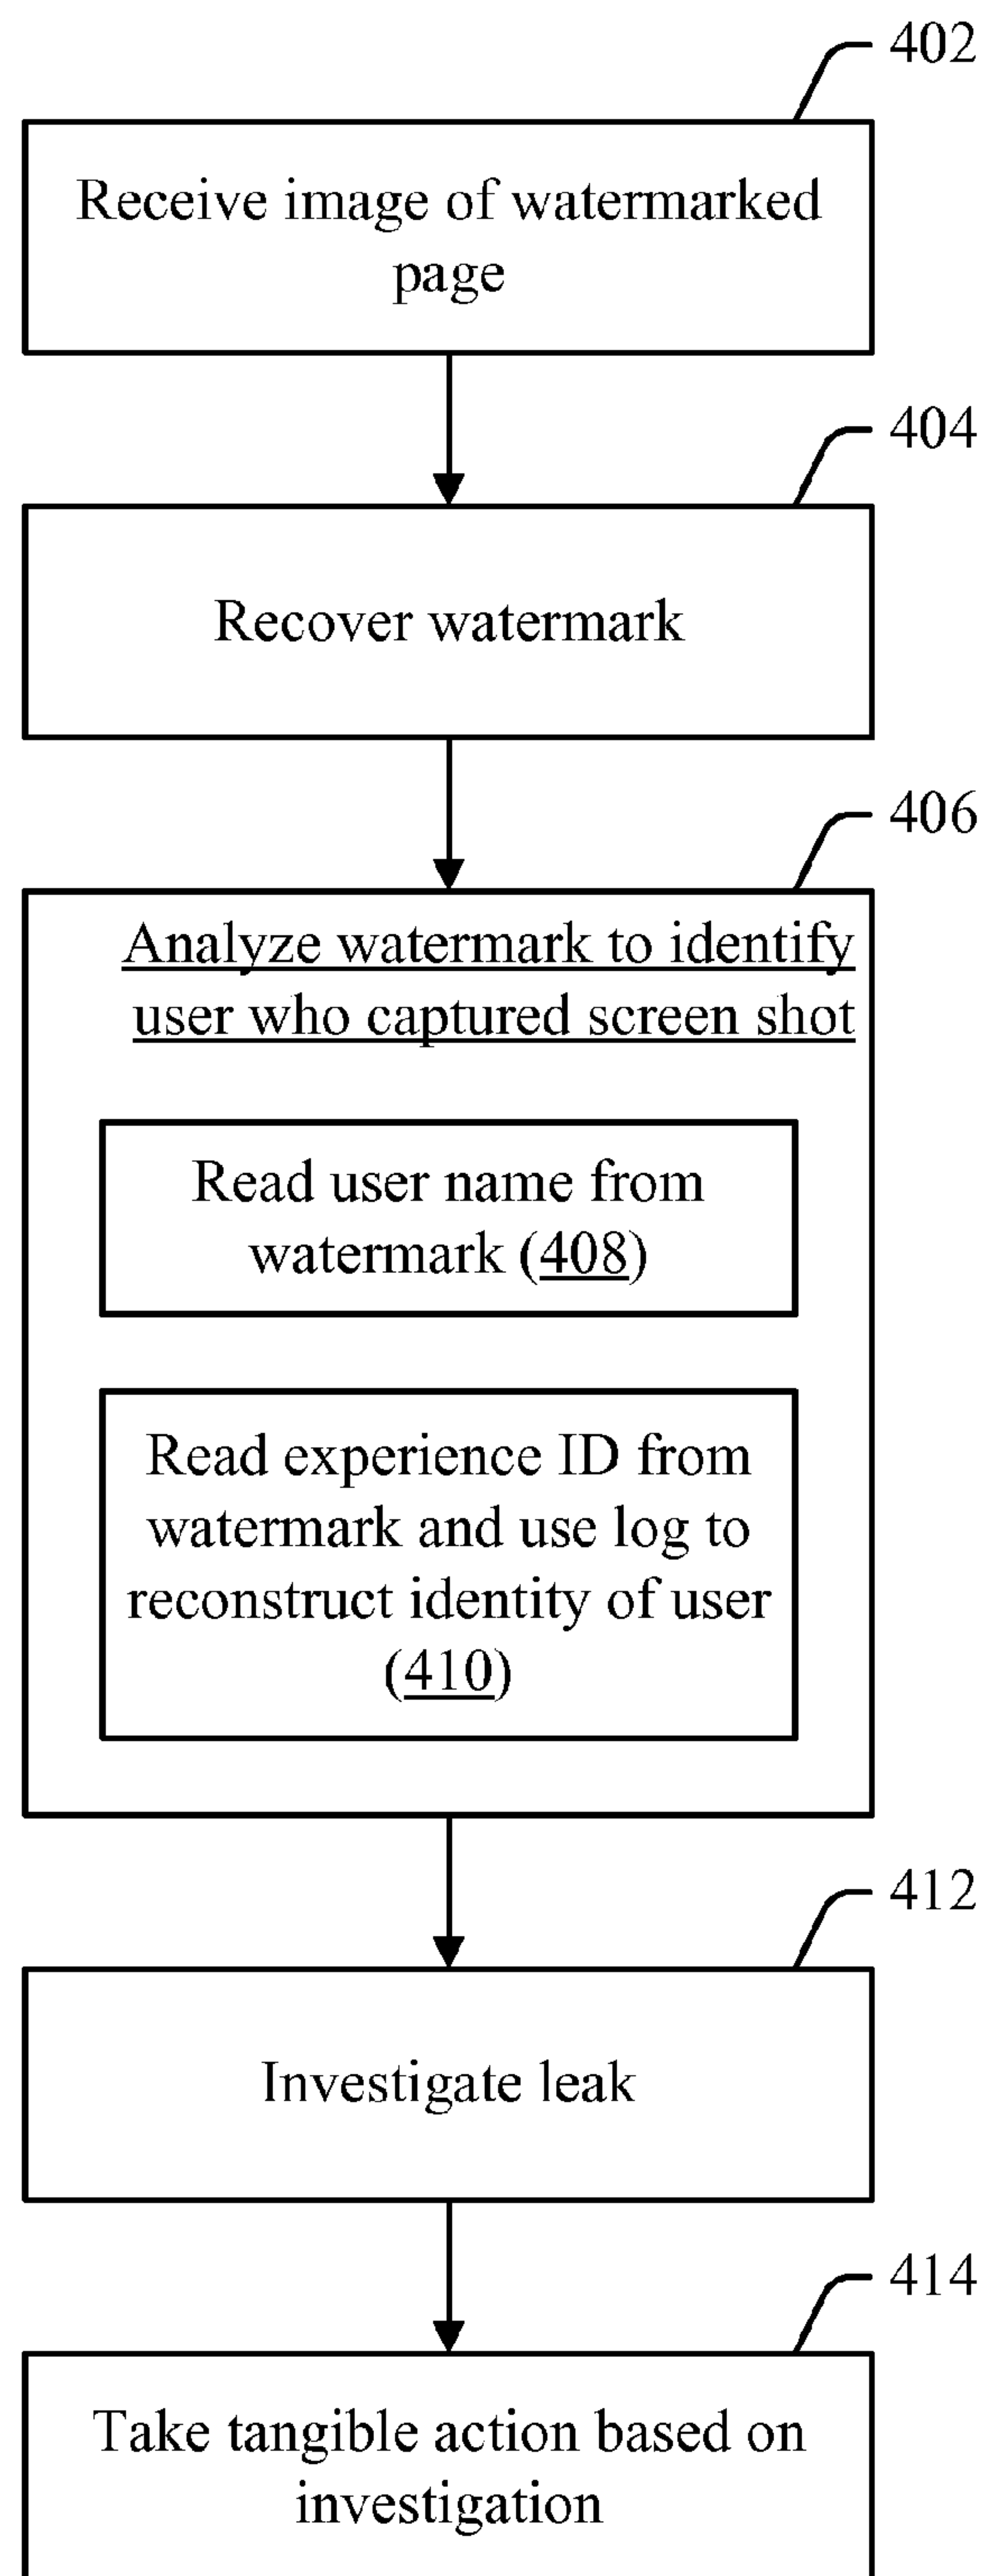 402
Receive image of watermarked
page
404
Recover watermark
406
Analyze watermark to identify
user who captured screen shot
Read user name from
watermark (408)
Read experience ID from
watermark and use log to
reconstruct identity of user
(410)
412
Investigate leak
414
Take tangible action based on
investigation